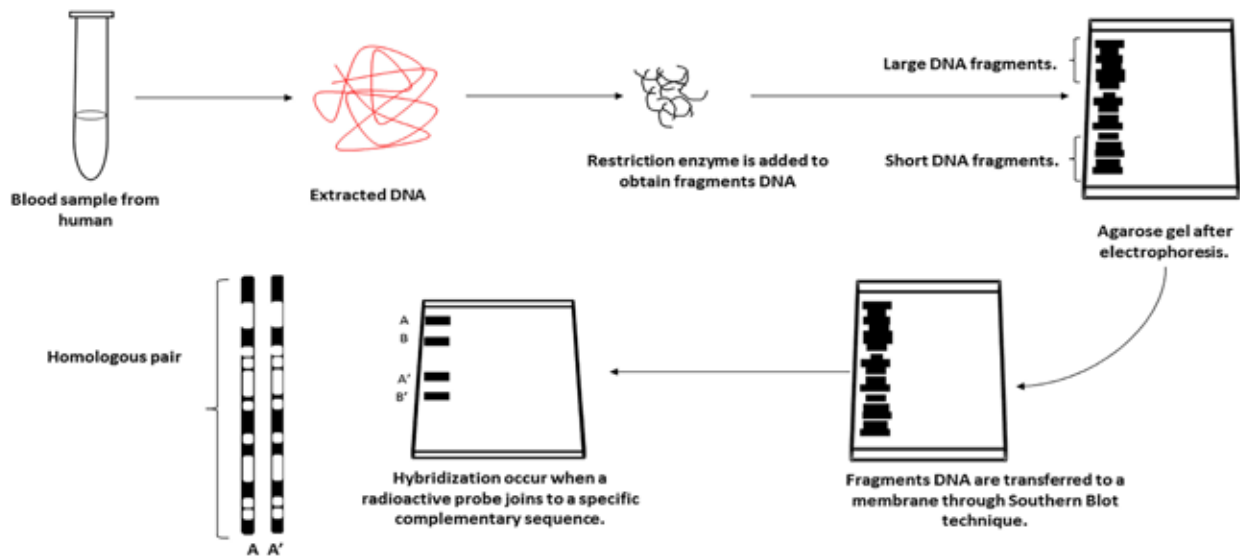 Blood sample from
human
Extracted DNA
Restriction enzyme is added to
obtain fragments DNA
Large DNA fragments.
Short DNA fragments.
Agarose gel after
electrophoresis.
Fragments DNA are transferred to a
membrane through Southern Blot
technique.
A
B
A'
B'
Hybridization occur when a
radioactive probe joins to a specific
complementary sequence.
Homologous pair
A A'